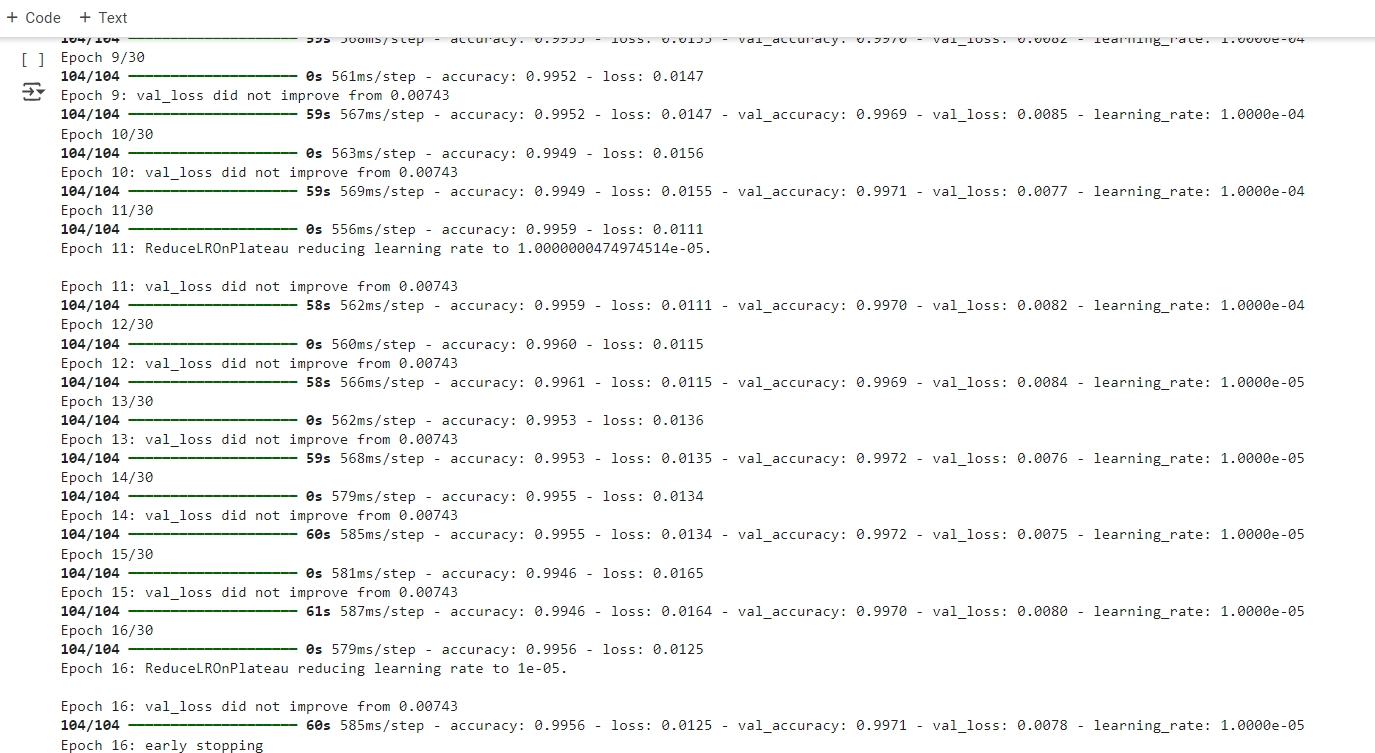 + Code + Text
104/104 ━━━━━━━━━━━━━━━━━━━━ 59s 568ms/step - accuracy: 0.9953 - loss: 0.0153 - val_accuracy: 0.9970 - val_loss: 0.0082 - learning_rate: 1.0000e-04
[ ] Epoch 9/30
104/104 ━━━━━━━━━━━━━━━━━━━━ 0s 561ms/step - accuracy: 0.9952 - loss: 0.0147
Epoch 9: val_loss did not improve from 0.00743
104/104 ━━━━━━━━━━━━━━━━━━━━ 59s 567ms/step - accuracy: 0.9952 - loss: 0.0147 - val_accuracy: 0.9969 - val_loss: 0.0085 - learning_rate: 1.0000e-04
Epoch 10/30
104/104 ━━━━━━━━━━━━━━━━━━━━ 0s 563ms/step - accuracy: 0.9949 - loss: 0.0156
Epoch 10: val_loss did not improve from 0.00743
104/104 ━━━━━━━━━━━━━━━━━━━━ 59s 569ms/step - accuracy: 0.9949 - loss: 0.0155 - val_accuracy: 0.9971 - val_loss: 0.0077 - learning_rate: 1.0000e-04
Epoch 11/30
104/104 ━━━━━━━━━━━━━━━━━━━━ 0s 556ms/step - accuracy: 0.9959 - loss: 0.0111
Epoch 11: ReduceLROnPlateau reducing learning rate to 1.0000000474974514e-05.
Epoch 11: val_loss did not improve from 0.00743
104/104 ━━━━━━━━━━━━━━━━━━━━ 58s 562ms/step - accuracy: 0.9959 - loss: 0.0111 - val_accuracy: 0.9970 - val_loss: 0.0082 - learning_rate: 1.0000e-04
Epoch 12/30
104/104 ━━━━━━━━━━━━━━━━━━━━ 0s 560ms/step - accuracy: 0.9960 - loss: 0.0115
Epoch 12: val_loss did not improve from 0.00743
104/104 ━━━━━━━━━━━━━━━━━━━━ 58s 566ms/step - accuracy: 0.9961 - loss: 0.0115 - val_accuracy: 0.9969 - val_loss: 0.0084 - learning_rate: 1.0000e-05
Epoch 13/30
104/104 ━━━━━━━━━━━━━━━━━━━━ 0s 562ms/step - accuracy: 0.9953 - loss: 0.0136
Epoch 13: val_loss did not improve from 0.00743
104/104 ━━━━━━━━━━━━━━━━━━━━ 59s 568ms/step - accuracy: 0.9953 - loss: 0.0135 - val_accuracy: 0.9972 - val_loss: 0.0076 - learning_rate: 1.0000e-05
Epoch 14/30
104/104 ━━━━━━━━━━━━━━━━━━━━ 0s 579ms/step - accuracy: 0.9955 - loss: 0.0134
Epoch 14: val_loss did not improve from 0.00743
104/104 ━━━━━━━━━━━━━━━━━━━━ 60s 585ms/step - accuracy: 0.9955 - loss: 0.0134 - val_accuracy: 0.9972 - val_loss: 0.0075 - learning_rate: 1.0000e-05
Epoch 15/30
104/104 ━━━━━━━━━━━━━━━━━━━━ 0s 581ms/step - accuracy: 0.9946 - loss: 0.0165
Epoch 15: val_loss did not improve from 0.00743
104/104 ━━━━━━━━━━━━━━━━━━━━ 61s 587ms/step - accuracy: 0.9946 - loss: 0.0164 - val_accuracy: 0.9970 - val_loss: 0.0080 - learning_rate: 1.0000e-05
Epoch 16/30
104/104 ━━━━━━━━━━━━━━━━━━━━ 0s 579ms/step - accuracy: 0.9956 - loss: 0.0125
Epoch 16: ReduceLROnPlateau reducing learning rate to 1e-05.
Epoch 16: val_loss did not improve from 0.00743
104/104 ━━━━━━━━━━━━━━━━━━━━ 60s 585ms/step - accuracy: 0.9956 - loss: 0.0125 - val_accuracy: 0.9971 - val_loss: 0.0078 - learning_rate: 1.0000e-05
Epoch 16: early stopping